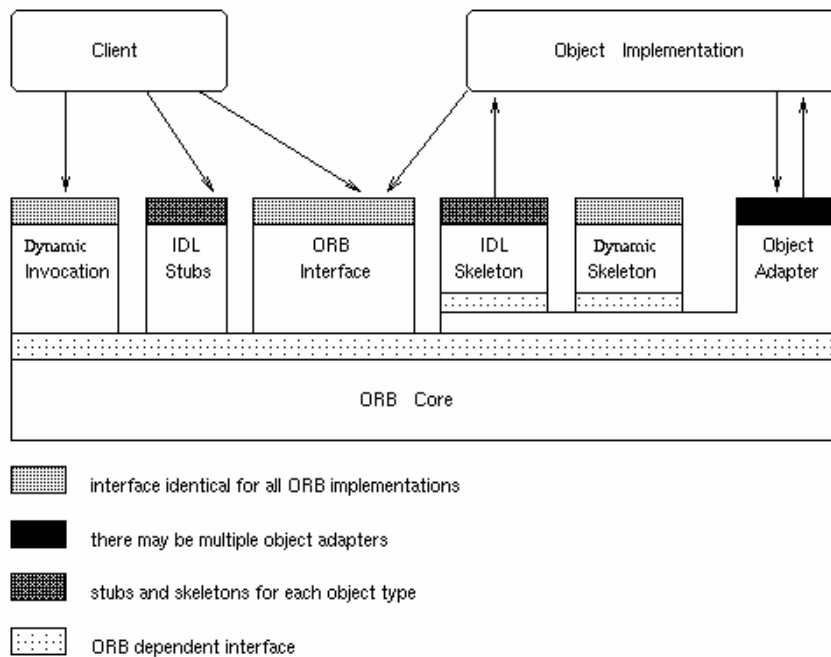 Client
Object Implementation
Dynamic
Invocation
IDL
Stubs
ORB
Interface
IDL
Skeleton
Dynamic
Skeleton
Object
Adapter
ORB Core
interface identical for all ORB implementations
there may be multiple object adapters
stubs and skeletons for each object type
ORB dependent interface